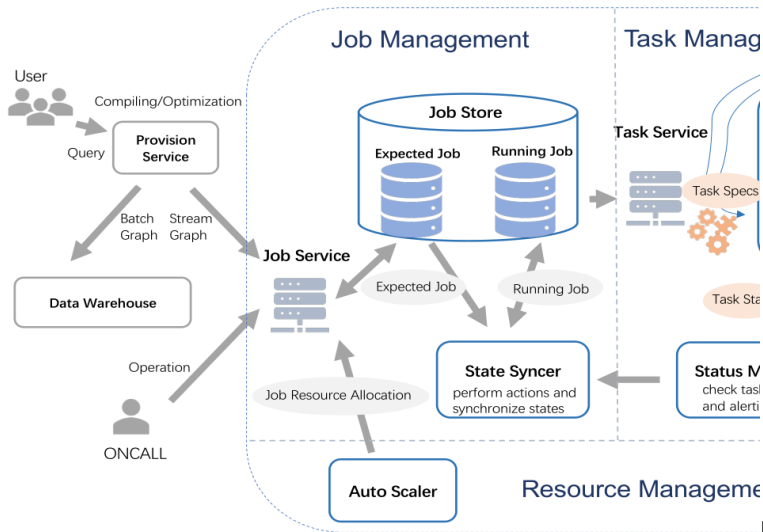 Job Management
Task Manag
User
Compiling/Optimization
Provision
Service
Query
Job Store
Expected Job
Running Job
Task Service
Task Specs
Batch
Graph
Stream
Graph
Job Service
Data Warehouse
Expected Job
Running Job
Task Sta
Operation
State Syncer
perform actions and
synchronize states
Status M
check task
and alertin
Job Resource Allocation
ONCALL
Auto Scaler
Resource Manageme